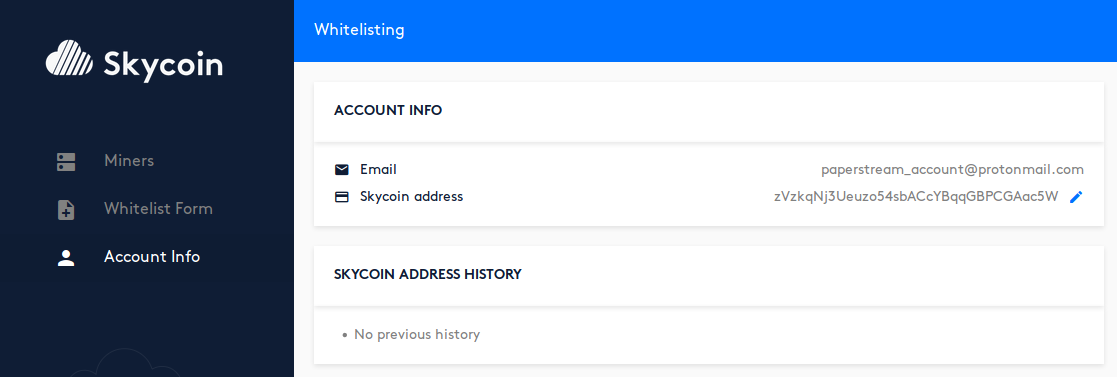 Skycoin
Miners
Whitelist Form
Account Info
Whitelisting
ACCOUNT INFO
Email paperstream_account@protonmail.com
Skycoin address zVzkqNj3Ueuzo54sbACcYBqqGBPCGAac5W
SKYCOIN ADDRESS HISTORY
• No previous history